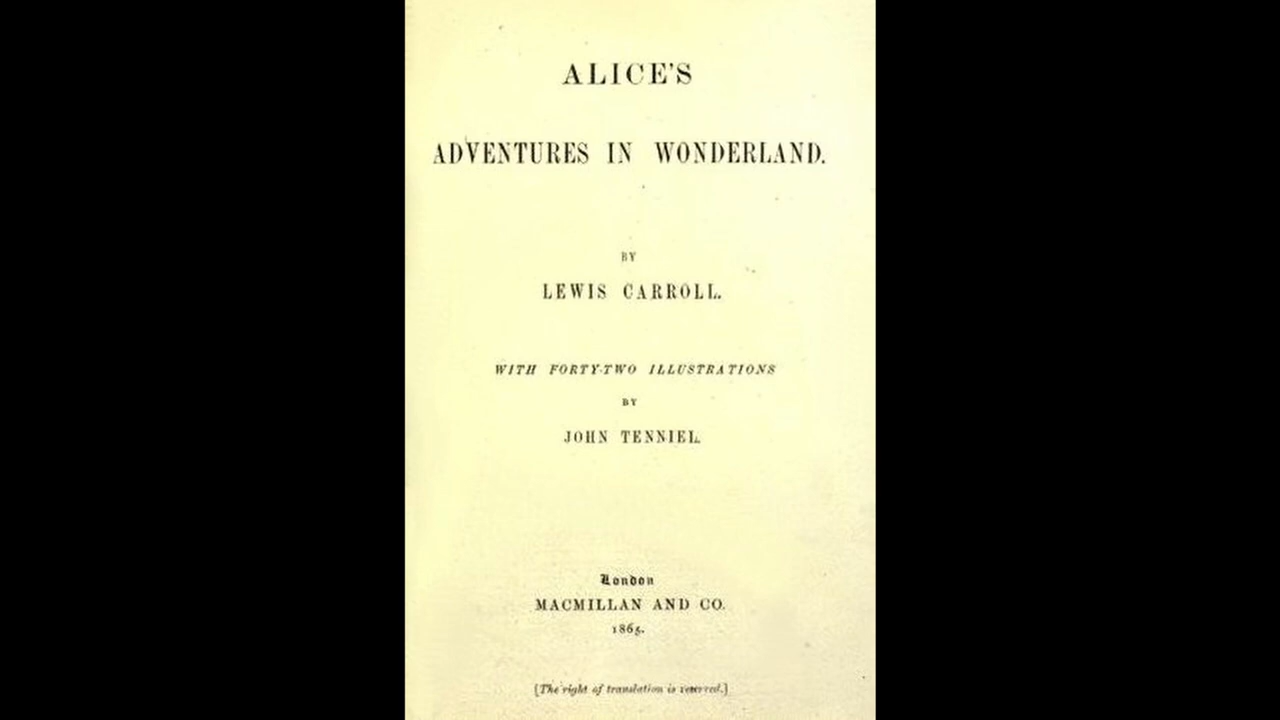 ALICE'S
ADVENTURES IN WONDERLAND.
BY
LEWIS CARROLL.
WITH FORTY-TWO ILLUSTRATIONS
BY
JOHN TENNIEL.
London
MACMILLAN AND CO.
1865.
[The right of translation is reserved.]